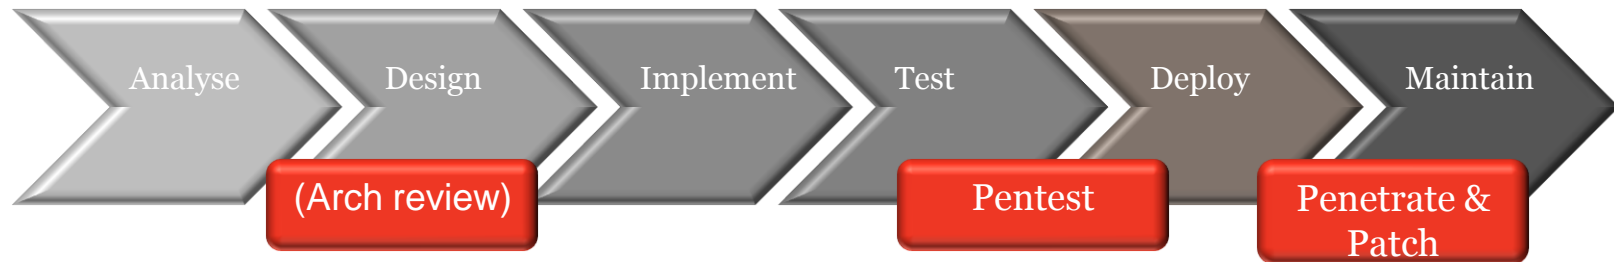 Analyse
Design
Implement
Test
Deploy
Maintain
(Arch review)
Pentest
Penetrate &
Patch